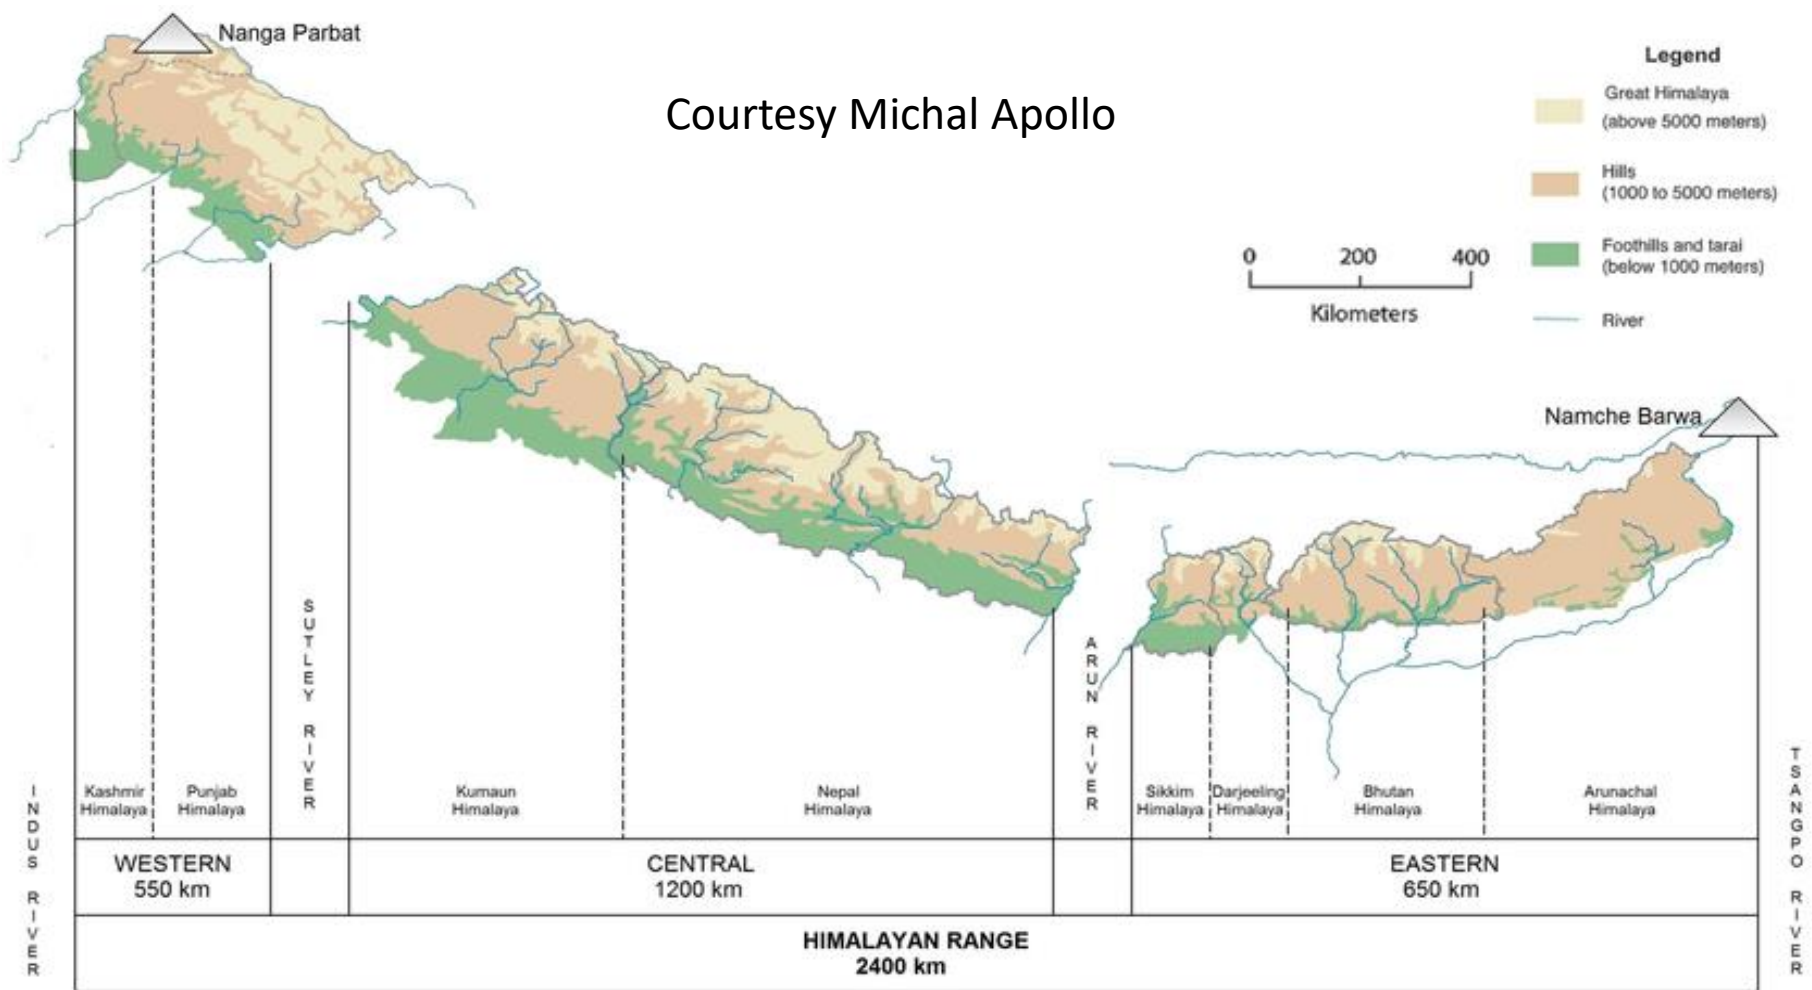 Nanga Parbat
Courtesy Michal Apollo
Legend
Great Himalaya
(above 5000 meters)
Hills
(1000 to 5000 meters)
Foothills and tarai
(below 1000 meters)
River
0 200 400
Kilometers
Namche Barwa
INDUS RIVER
SUTLEY RIVER
ARUN RIVER
TSANGPO RIVER
Kashmir
Himalaya
Punjab
Himalaya
Kumaun
Himalaya
Nepal
Himalaya
Sikkim
Himalaya
Darjeeling
Himalaya
Bhutan
Himalaya
Arunachal
Himalaya
WESTERN
550 km
CENTRAL
1200 km
EASTERN
650 km
HIMALAYAN RANGE
2400 km